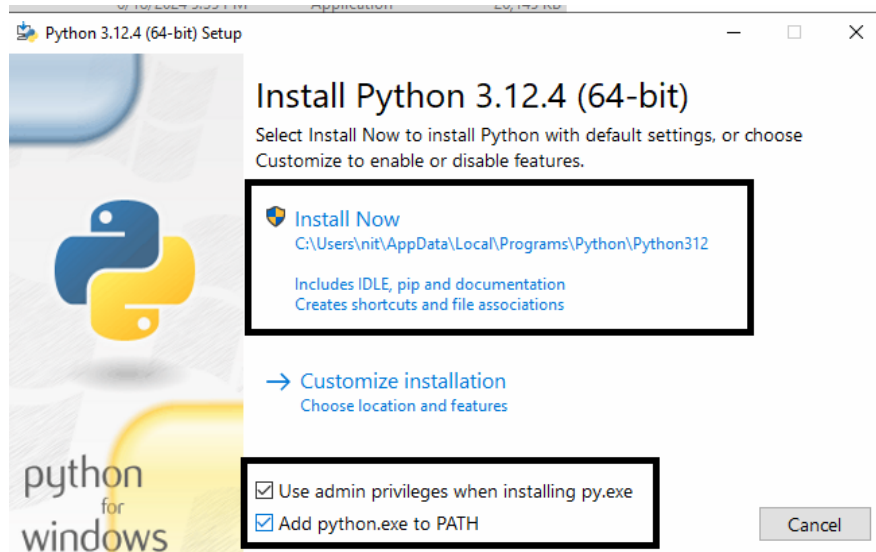 Python 3.12.4 (64-bit) Setup
Install Python 3.12.4 (64-bit)
Select Install Now to install Python with default settings, or choose
Customize to enable or disable features.
Install Now
C:\Users\nit\AppData\Local\Programs\Python\Python312
Includes IDLE, pip and documentation
Creates shortcuts and file associations
Customize installation
Choose location and features
python
for
windows
Use admin privileges when installing py.exe
Add python.exe to PATH
Cancel